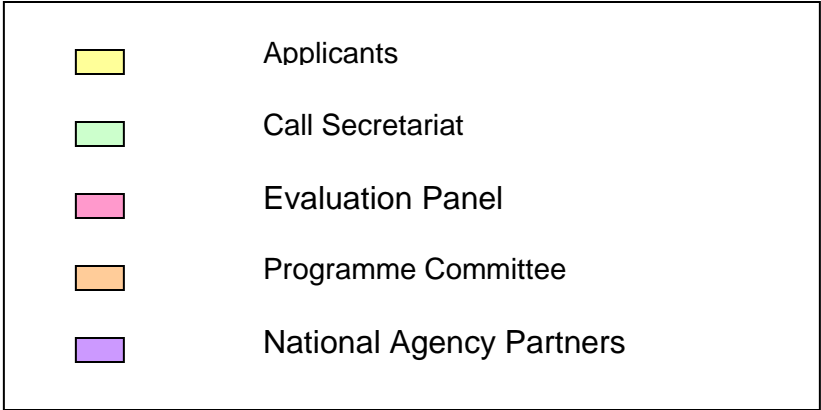 Applicants
Call Secretariat
Evaluation Panel
Programme Committee
National Agency Partners